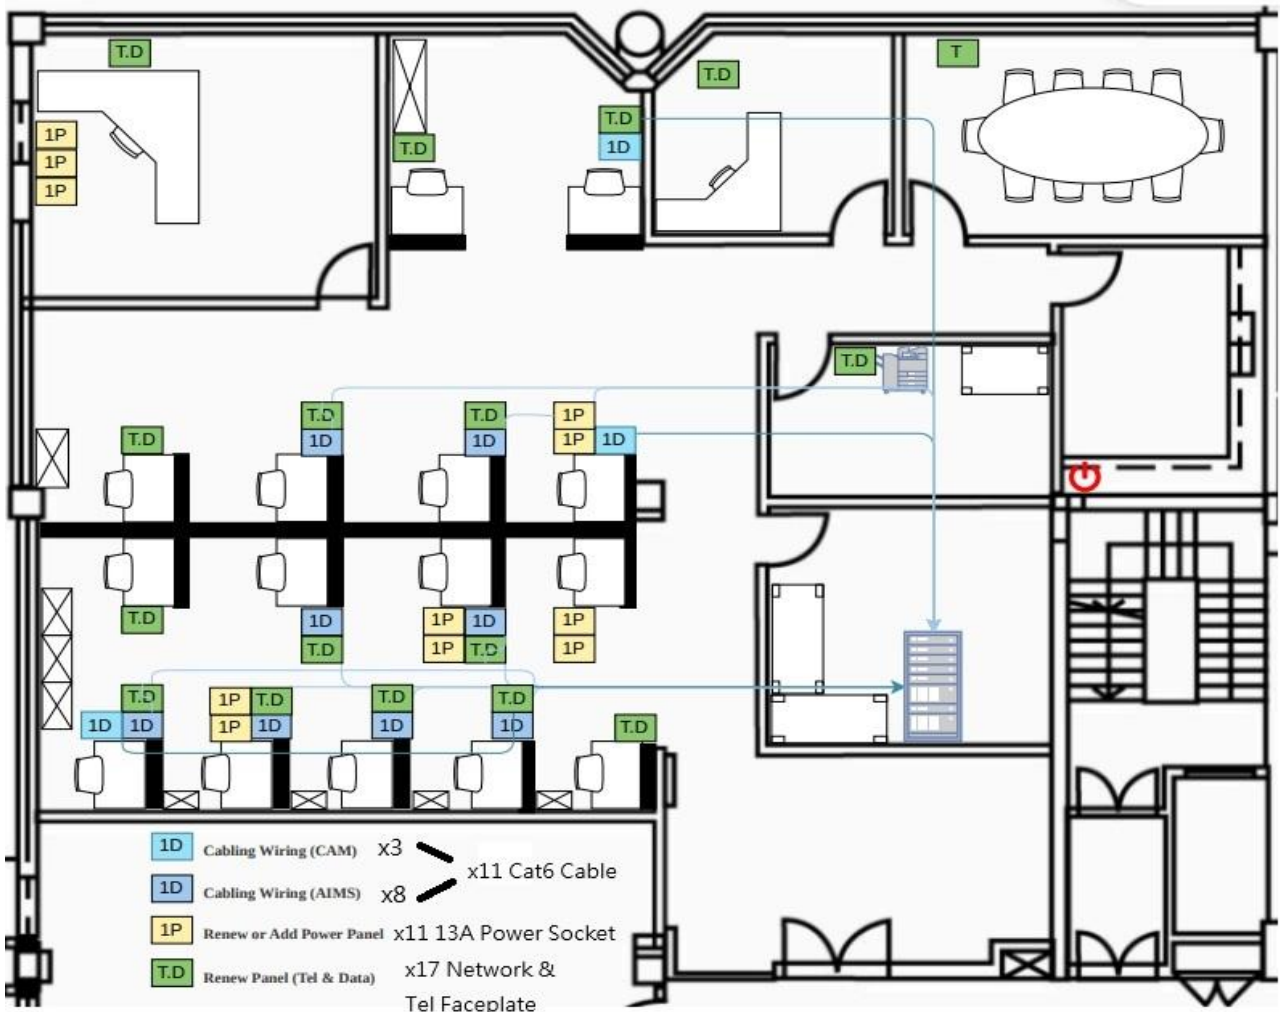 T.D
T
T.D
T.D
1D
1P
1P
1P
T.D
T.D
T.D T.D 1P
T.D 1D 1D 1P 1D
T.D 1D 1P 1D 1P
T.D 1P T.D 1P
T.D 1P T.D T.D T.D
1D 1D 1P 1D 1D 1D T.D
1D Cabling Wiring (CAM) x3
x11 Cat6 Cable
1D Cabling Wiring (AIMS) x8
1P Renew or Add Power Panel x11 13A Power Socket
T.D Renew Panel (Tel & Data) x17 Network &
Tel Faceplate